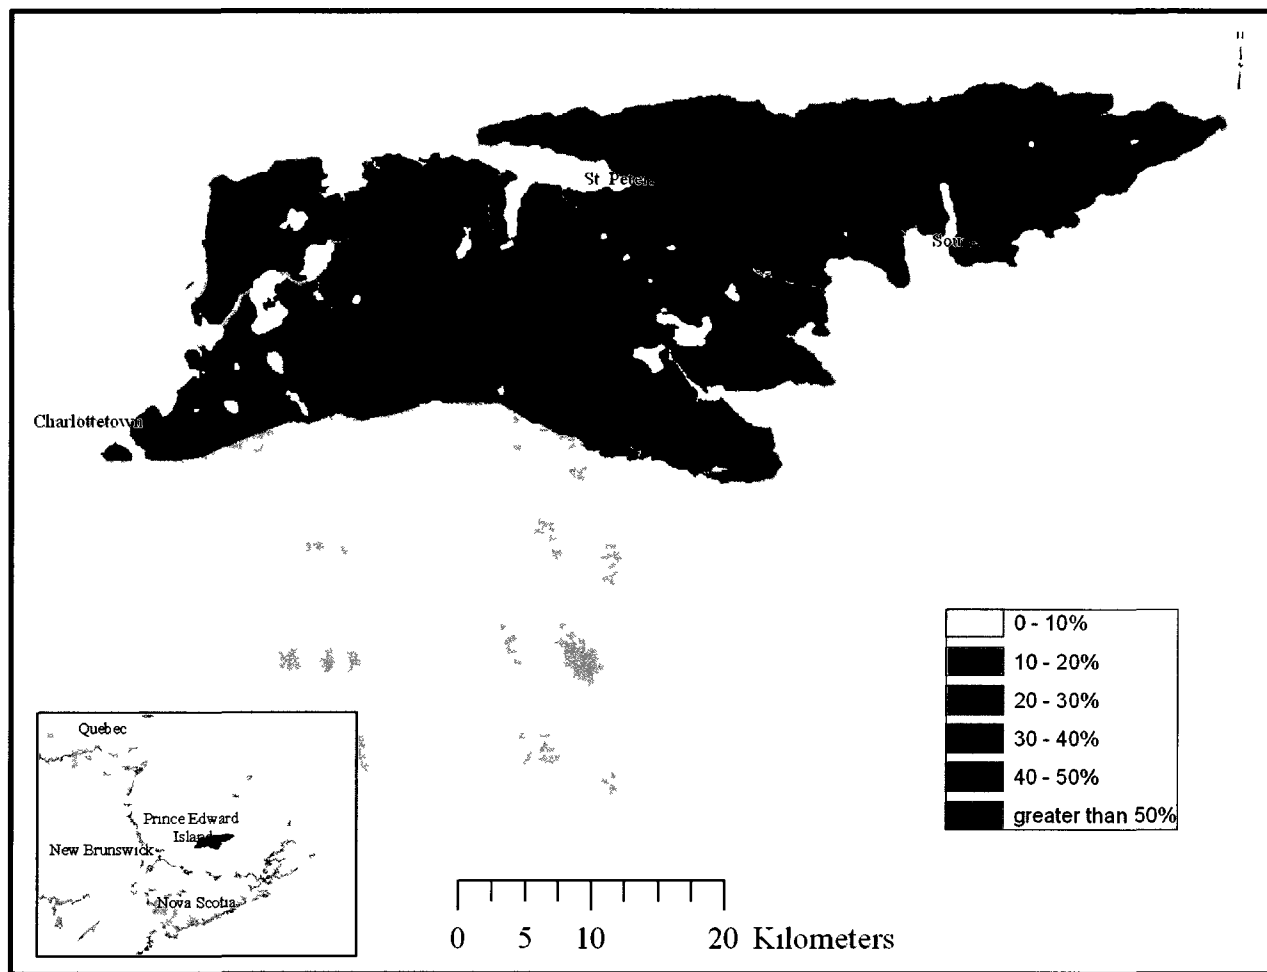 St Peters
Charlottetown
0 - 10%
10 - 20%
20 - 30%
30 - 40%
40 - 50%
greater than 50%
Quebec
Prince Edward
Island
New Brunswick
Nova Scotia
0 5 10 20 Kilometers